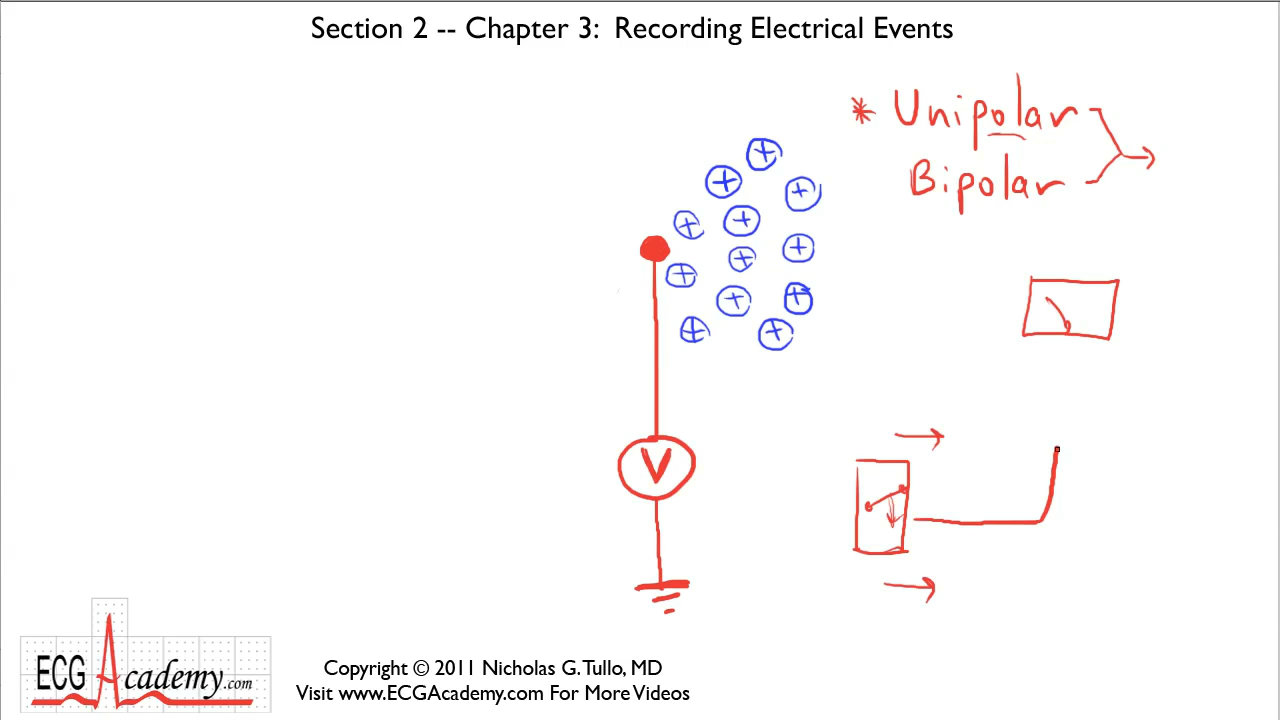 Section 2 -- Chapter 3: Recording Electrical Events
* Unipolar
Bipolar
+ + + + + + + + + + + + +
V
ECG Academy.com
Copyright © 2011 Nicholas G. Tullo, MD
Visit www.ECGAcademy.com For More Videos